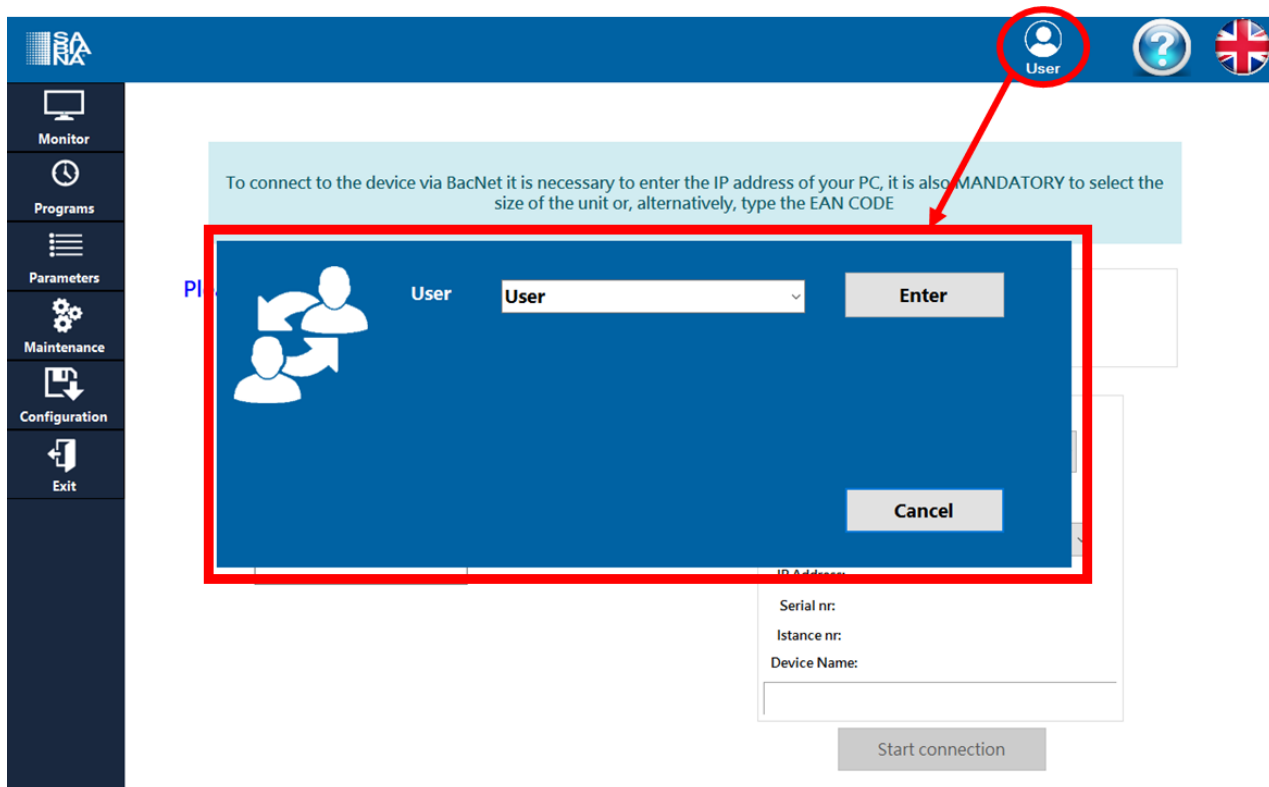 SABNA
User
Monitor
Programs
Parameters
Maintenance
Configuration
Exit
To connect to the device via BacNet it is necessary to enter the IP address of your PC, it is also MANDATORY to select the
size of the unit or, alternatively, type the EAN CODE
User
User
Enter
Cancel
Serial nr:
Istance nr:
Device Name:
Start connection